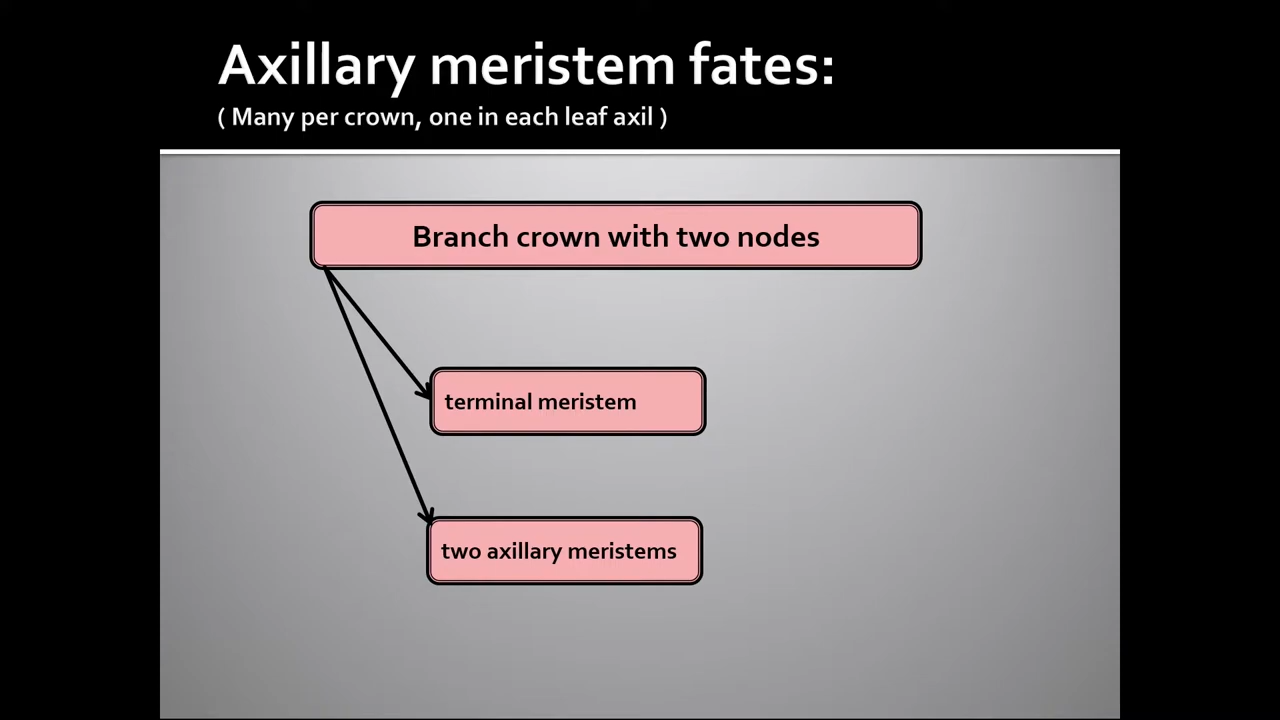 Axillary meristem fates:
( Many per crown, one in each leaf axil )
Branch crown with two nodes
terminal meristem
two axillary meristems